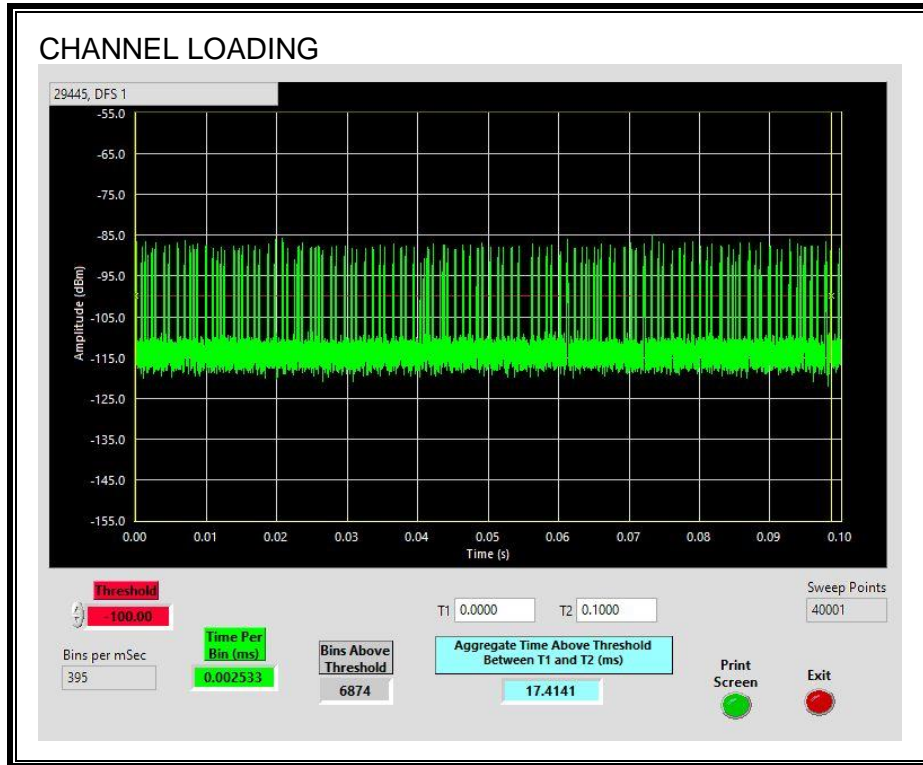 CHANNEL LOADING
29445, DFS 1
Amplitude (dBm)
-55.0
-65.0
-75.0
-85.0
-95.0
-105.0
-115.0
-125.0
-135.0
-145.0
-155.0
0.00 0.01 0.02 0.03 0.04 0.05 0.06 0.07 0.08 0.09 0.10
Time (s)
Threshold
-100.00
Bins per mSec
395
Time Per
Bin (ms)
0.002533
Bins Above
Threshold
6874
T1 0.0000 T2 0.1000
Aggregate Time Above Threshold
Between T1 and T2 (ms)
17.4141
Sweep Points
40001
Print
Screen
Exit